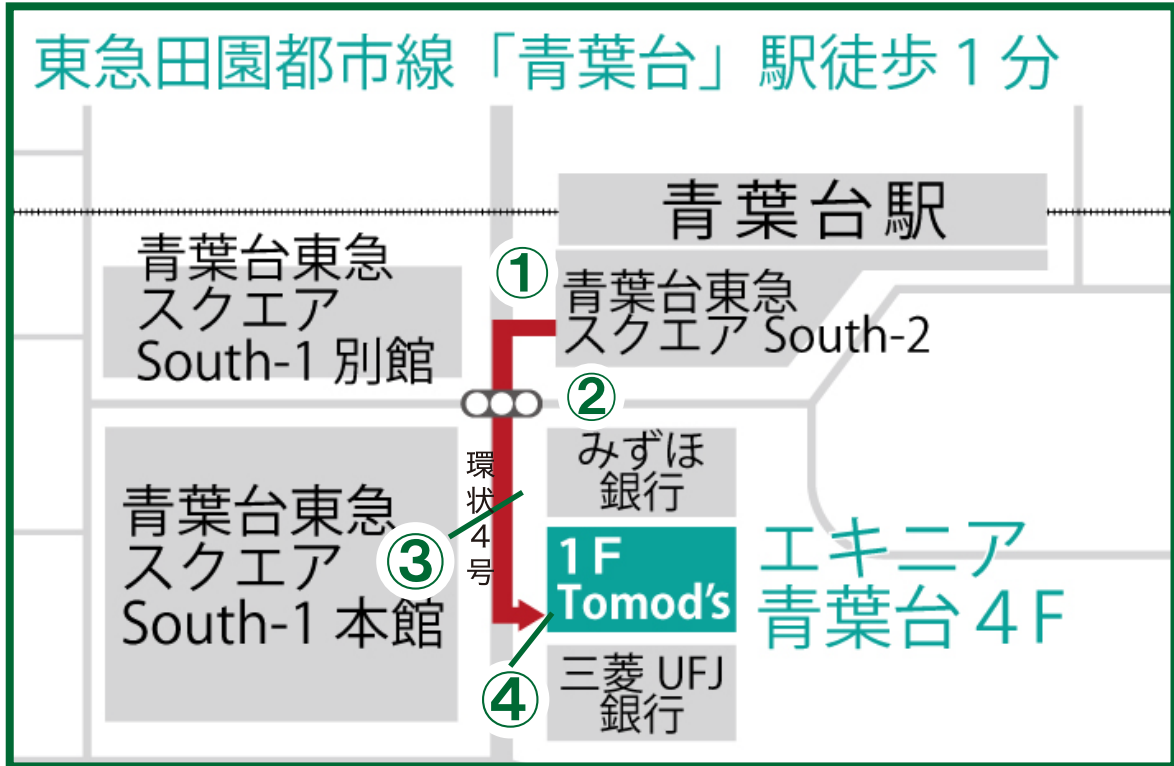 東急田園都市線「青葉台」駅徒歩1分
青葉台駅
①
青葉台東急
スクエア South-2
青葉台東急
スクエア
South-1 別館
②
みずほ
銀行
環状4号
青葉台東急
スクエア
South-1 本館
③
1F
Tomod's
エキニア
青葉台4F
④
三菱 UFJ
銀行